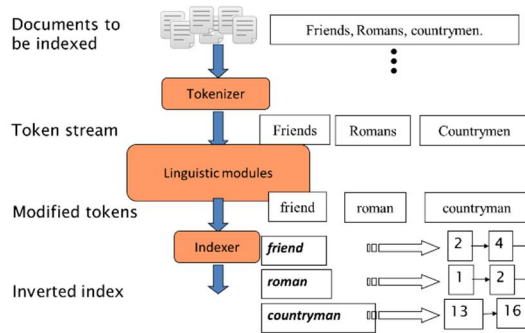 Documents to
be indexed
Friends, Romans, countrymen.
Tokenizer
Token stream
Friends Romans Countrymen
Linguistic modules
Modified tokens
friend roman countryman
Indexer
friend 2 4
roman 1 2
Inverted index
countryman 13 16